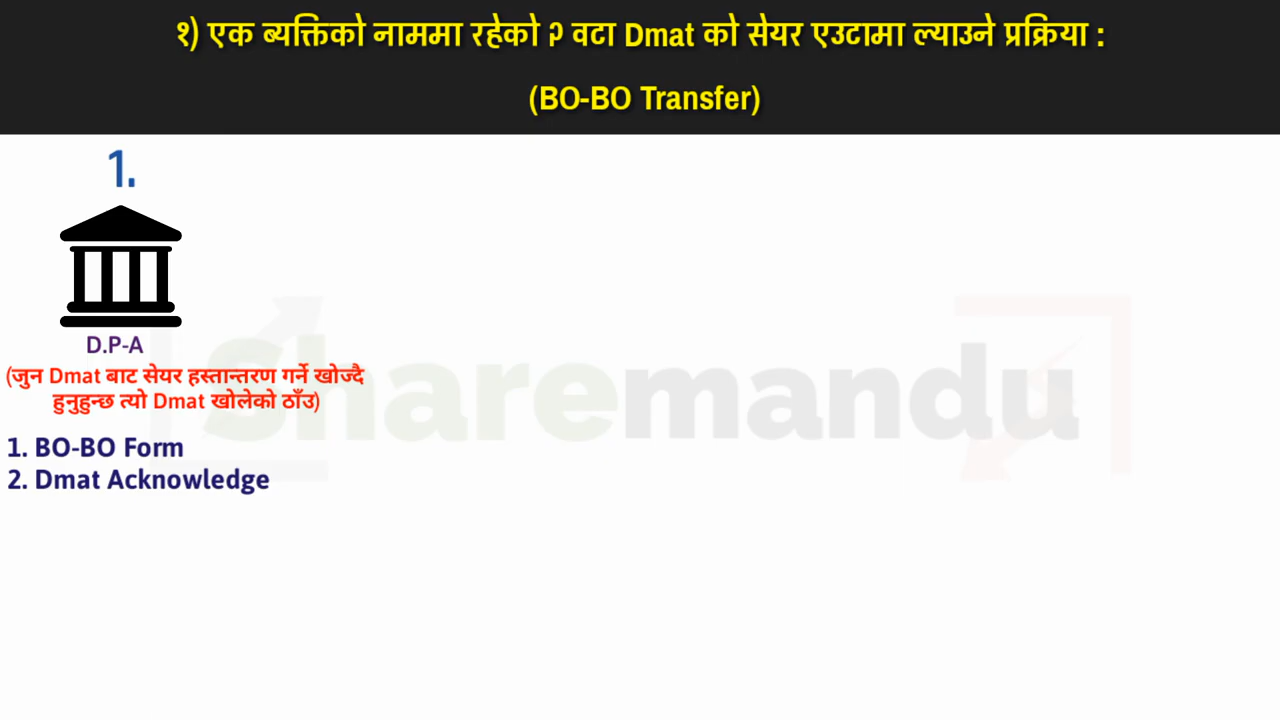 १) एक ब्यक्तिको नाममा रहेको २ वटा Dmat को सेयर एउटामा ल्याउने प्रक्रिया :
(BO-BO Transfer)
1.
D.P-A
(जुन Dmat बाट सेयर हस्तान्तरण गर्ने खोज्दै
हुनुहुन्छ त्यो Dmat खोलेको ठाँउ)
sharemandu
1. BO-BO Form
2. Dmat Acknowledge